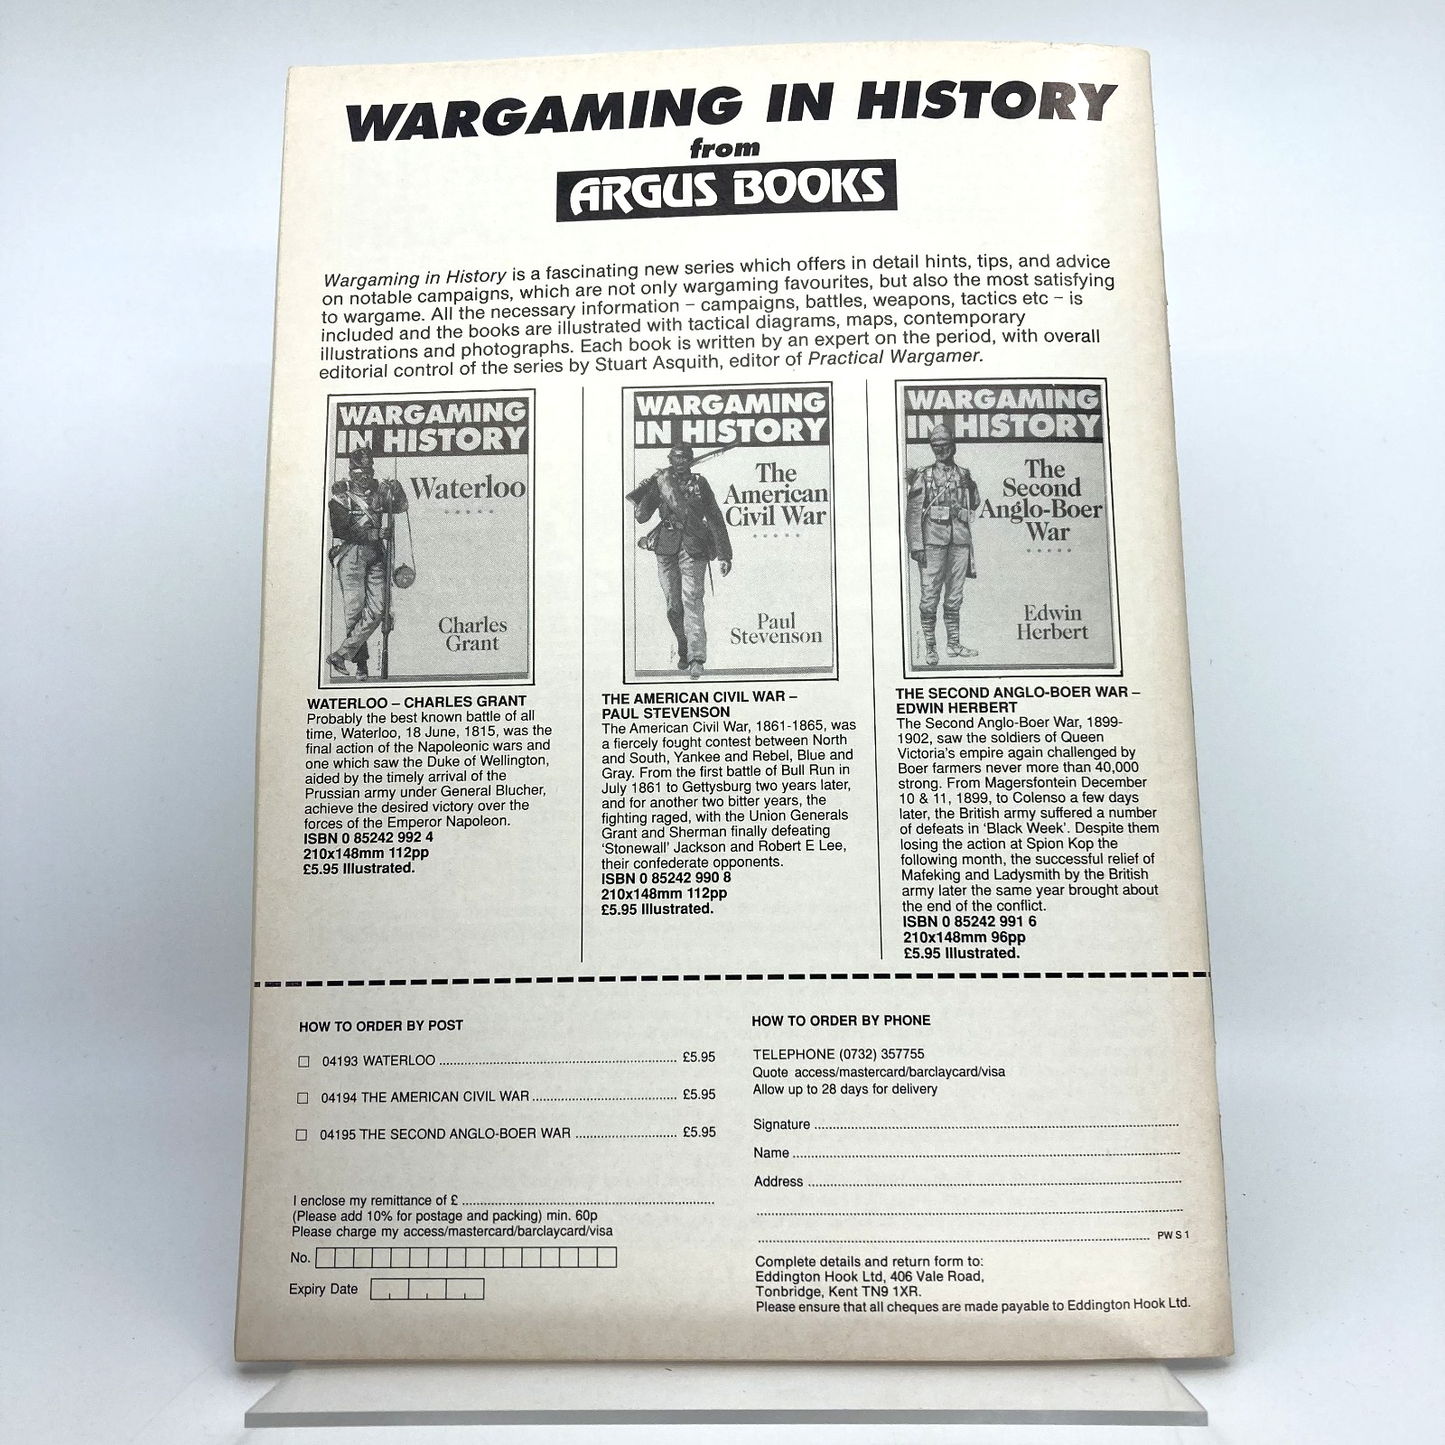 WARGAMING IN HISTORY
from
ARGUS BOOKS
Wargaming in History is a fascinating new series which offers in detail hints, tips, and advice
on notable campaigns, which are not only wargaming favourites, but also the most satisfying
to wargame. All the necessary information – campaigns, battles, weapons, tactics etc – is
included and the books are illustrated with tactical diagrams, maps, contemporary
illustrations and photographs. Each book is written by an expert on the period, with overall
editorial control of the series by Stuart Asquith, editor of Practical Wargamer.
WARGAMING
IN HISTORY
Waterloo
Charles
Grant
WATERLOO – CHARLES GRANT
Probably the best known battle of all
time, Waterloo, 18 June, 1815, was the
final action of the Napoleonic wars and
one which saw the Duke of Wellington,
aided by the timely arrival of the
Prussian army under General Blucher,
achieve the desired victory over the
forces of the Emperor Napoleon.
ISBN 0 85242 992 4
210x148mm 112pp
£5.95 Illustrated.
WARGAMING
IN HISTORY
The
American
Civil War
Paul
Stevenson
THE AMERICAN CIVIL WAR –
PAUL STEVENSON
The American Civil War, 1861-1865, was
a fiercely fought contest between North
and South, Yankee and Rebel, Blue and
Gray. From the first battle of Bull Run in
July 1861 to Gettysburg two years later,
and for another two bitter years, the
fighting raged, with the Union Generals
Grant and Sherman finally defeating
'Stonewall' Jackson and Robert E Lee,
their confederate opponents.
ISBN 0 85242 990 8
210x148mm 112pp
£5.95 Illustrated.
WARGAMING
IN HISTORY
The
Second
Anglo-Boer
War
Edwin
Herbert
THE SECOND ANGLO-BOER WAR –
EDWIN HERBERT
The Second Anglo-Boer War, 1899-
1902, saw the soldiers of Queen
Victoria's empire again challenged by
Boer farmers never more than 40,000
strong. From Magersfontein December
10 & 11, 1899, to Colenso a few days
later, the British army suffered a number
of defeats in 'Black Week'. Despite them
losing the action at Spion Kop the
following month, the successful relief of
Mafeking and Ladysmith by the British
army later the same year brought about
the end of the conflict.
ISBN 0 85242 991 6
210x148mm 96pp
£5.95 Illustrated.
HOW TO ORDER BY POST
04193 WATERLOO .......... £5.95
04194 THE AMERICAN CIVIL WAR .......... £5.95
04195 THE SECOND ANGLO-BOER WAR .......... £5.95
I enclose my remittance of £ ..........
(Please add 10% for postage and packing) min. 60p
Please charge my access/mastercard/barclaycard/visa
No.
Expiry Date
HOW TO ORDER BY PHONE
TELEPHONE (0732) 357755
Quote access/mastercard/barclaycard/visa
Allow up to 28 days for delivery
Signature ..........
Name ..........
Address ..........
PW S 1
Complete details and return form to:
Eddington Hook Ltd, 406 Vale Road,
Tonbridge, Kent TN9 1XR.
Please ensure that all cheques are made payable to Eddington Hook Ltd.